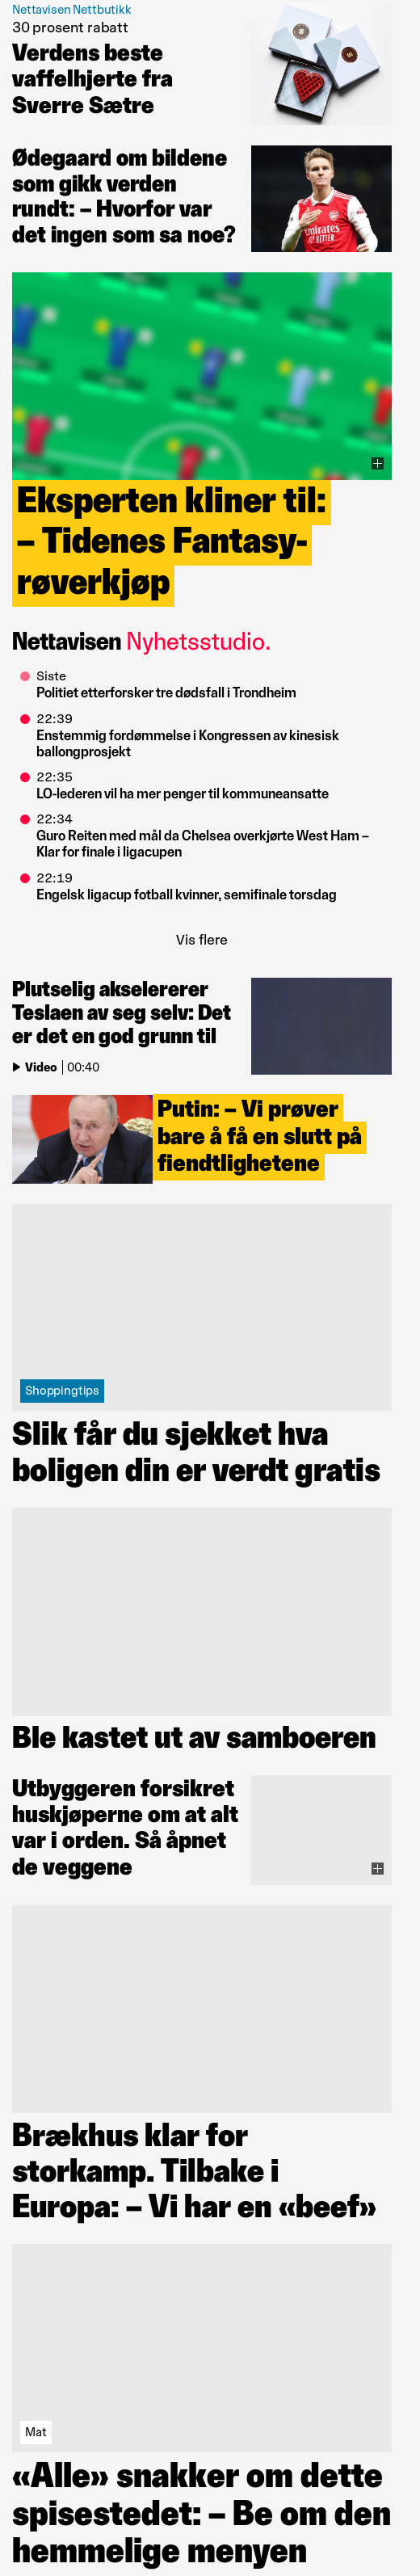 Nettavisen Nettbutikk
30 prosent rabatt
Verdens beste
vaffelhjerte fra
Sverre Sætre
Ødegaard om bildene
som gikk verden
rundt: – Hvorfor var
det ingen som sa noe?
Eksperten kliner til:
– Tidenes Fantasy-
røverkjøp
Nettavisen Nyhetsstudio.
Siste
Politiet etterforsker tre dødsfall i Trondheim
22:39
Enstemmig fordømmelse i Kongressen av kinesisk
ballongprosjekt
22:35
LO-lederen vil ha mer penger til kommuneansatte
22:34
Guro Reiten med mål da Chelsea overkjørte West Ham –
Klar for finale i ligacupen
22:19
Engelsk ligacup fotball kvinner, semifinale torsdag
Vis flere
Plutselig akselererer
Teslaen av seg selv: Det
er det en god grunn til
Video 00:40
Putin: – Vi prøver
bare å få en slutt på
fiendtlighetene
Shoppingtips
Slik får du sjekket hva
boligen din er verdt gratis
Ble kastet ut av samboeren
Utbyggeren forsikret
huskjøperne om at alt
var i orden. Så åpnet
de veggene
Brækhus klar for
storkamp. Tilbake i
Europa: – Vi har en «beef»
Mat
«Alle» snakker om dette
spisestedet: – Be om den
hemmelige menyen